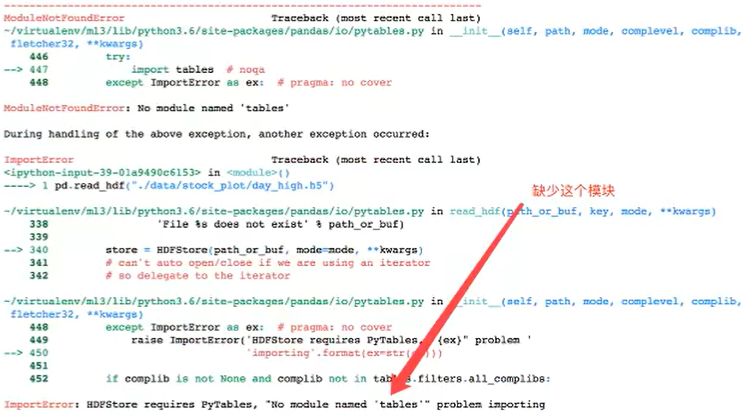 ModuleNotFoundError Traceback (most recent call last)
~/virtualenv/ml3/lib/python3.6/site-packages/pandas/io/pytables.py in __init__(self, path, mode, complevel, complib,
fletcher32, **kwargs)
446 try:
--> 447 import tables # noqa
448 except ImportError as ex: # pragma: no cover
ModuleNotFoundError: No module named 'tables'
During handling of the above exception, another exception occurred:
ImportError Traceback (most recent call last)
<ipython-input-39-01a9490c6153> in <module>()
----> 1 pd.read_hdf("./data/stock_plot/day_high.h5")
缺少这个模块
~/virtualenv/ml3/lib/python3.6/site-packages/pandas/io/pytables.py in read_hdf(path_or_buf, key, mode, **kwargs)
338 'File %s does not exist' % path_or_buf)
339
--> 340 store = HDFStore(path_or_buf, mode=mode, **kwargs)
341 # can't auto open/close if we are using an iterator
342 # so delegate to the iterator
~/virtualenv/ml3/lib/python3.6/site-packages/pandas/io/pytables.py in __init__(self, path, mode, complevel, complib,
fletcher32, **kwargs)
448 except ImportError as ex: # pragma: no cover
449 raise ImportError('HDFStore requires PyTables, {ex}" problem '
--> 450 'importing'.format(ex=str(
451
452 if complib is not None and complib not in tables.filters.all_complibs:
ImportError: HDFStore requires PyTables, "No module named 'tables'" problem importing